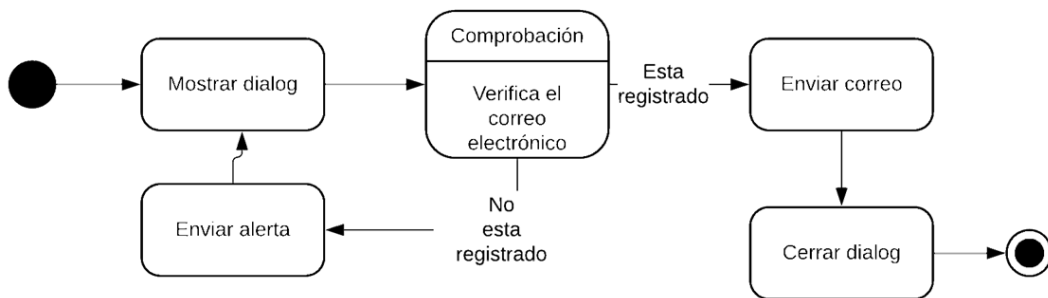 Comprobación
Mostrar dialog
Verifica el
correo
electrónico
Esta
registrado
Enviar correo
Enviar alerta
No
esta
registrado
Cerrar dialog